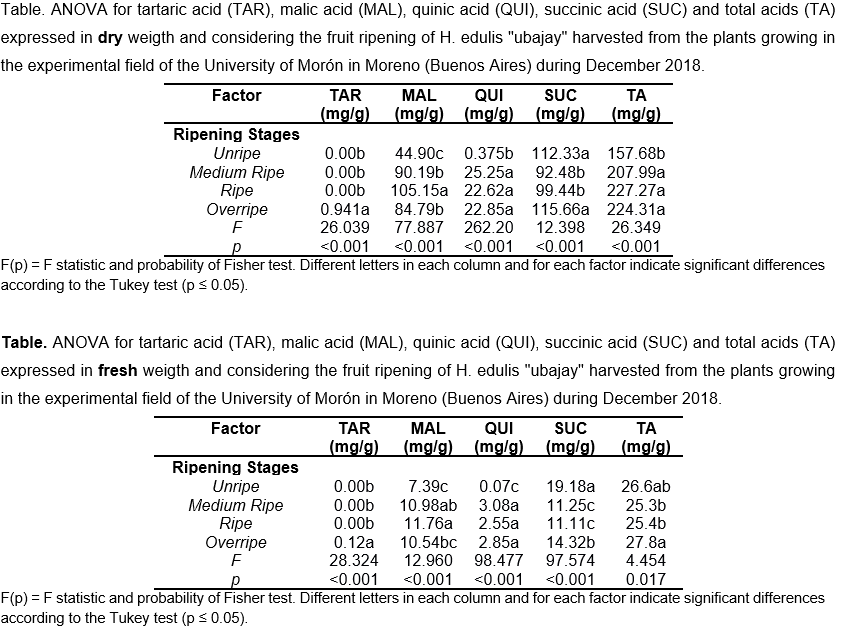 Table. ANOVA for tartaric acid (TAR), malic acid (MAL), quinic acid (QUI), succinic acid (SUC) and total acids (TA)
expressed in dry weigth and considering the fruit ripening of H. edulis "ubajay" harvested from the plants growing in
the experimental field of the University of Morón in Moreno (Buenos Aires) during December 2018.
Factor TAR MAL QUI SUC TA
(mg/g) (mg/g) (mg/g) (mg/g) (mg/g)
Ripening Stages
Unripe 0.00b 44.90c 0.375b 112.33a 157.68b
Medium Ripe 0.00b 90.19b 25.25a 92.48b 207.99a
Ripe 0.00b 105.15a 22.62a 99.44b 227.27a
Overripe 0.941a 84.79b 22.85a 115.66a 224.31a
F 26.039 77.887 262.20 12.398 26.349
p <0.001 <0.001 <0.001 <0.001 <0.001
F(p) = F statistic and probability of Fisher test. Different letters in each column and for each factor indicate significant differences
according to the Tukey test (p ≤ 0.05).
Table. ANOVA for tartaric acid (TAR), malic acid (MAL), quinic acid (QUI), succinic acid (SUC) and total acids (TA)
expressed in fresh weigth and considering the fruit ripening of H. edulis "ubajay" harvested from the plants growing
in the experimental field of the University of Morón in Moreno (Buenos Aires) during December 2018.
Factor TAR MAL QUI SUC TA
(mg/g) (mg/g) (mg/g) (mg/g) (mg/g)
Ripening Stages
Unripe 0.00b 7.39c 0.07c 19.18a 26.6ab
Medium Ripe 0.00b 10.98ab 3.08a 11.25c 25.3b
Ripe 0.00b 11.76a 2.55a 11.11c 25.4b
Overripe 0.12a 10.54bc 2.85a 14.32b 27.8a
F 28.324 12.960 98.477 97.574 4.454
p <0.001 <0.001 <0.001 <0.001 0.017
F(p) = F statistic and probability of Fisher test. Different letters in each column and for each factor indicate significant differences
according to the Tukey test (p ≤ 0.05).